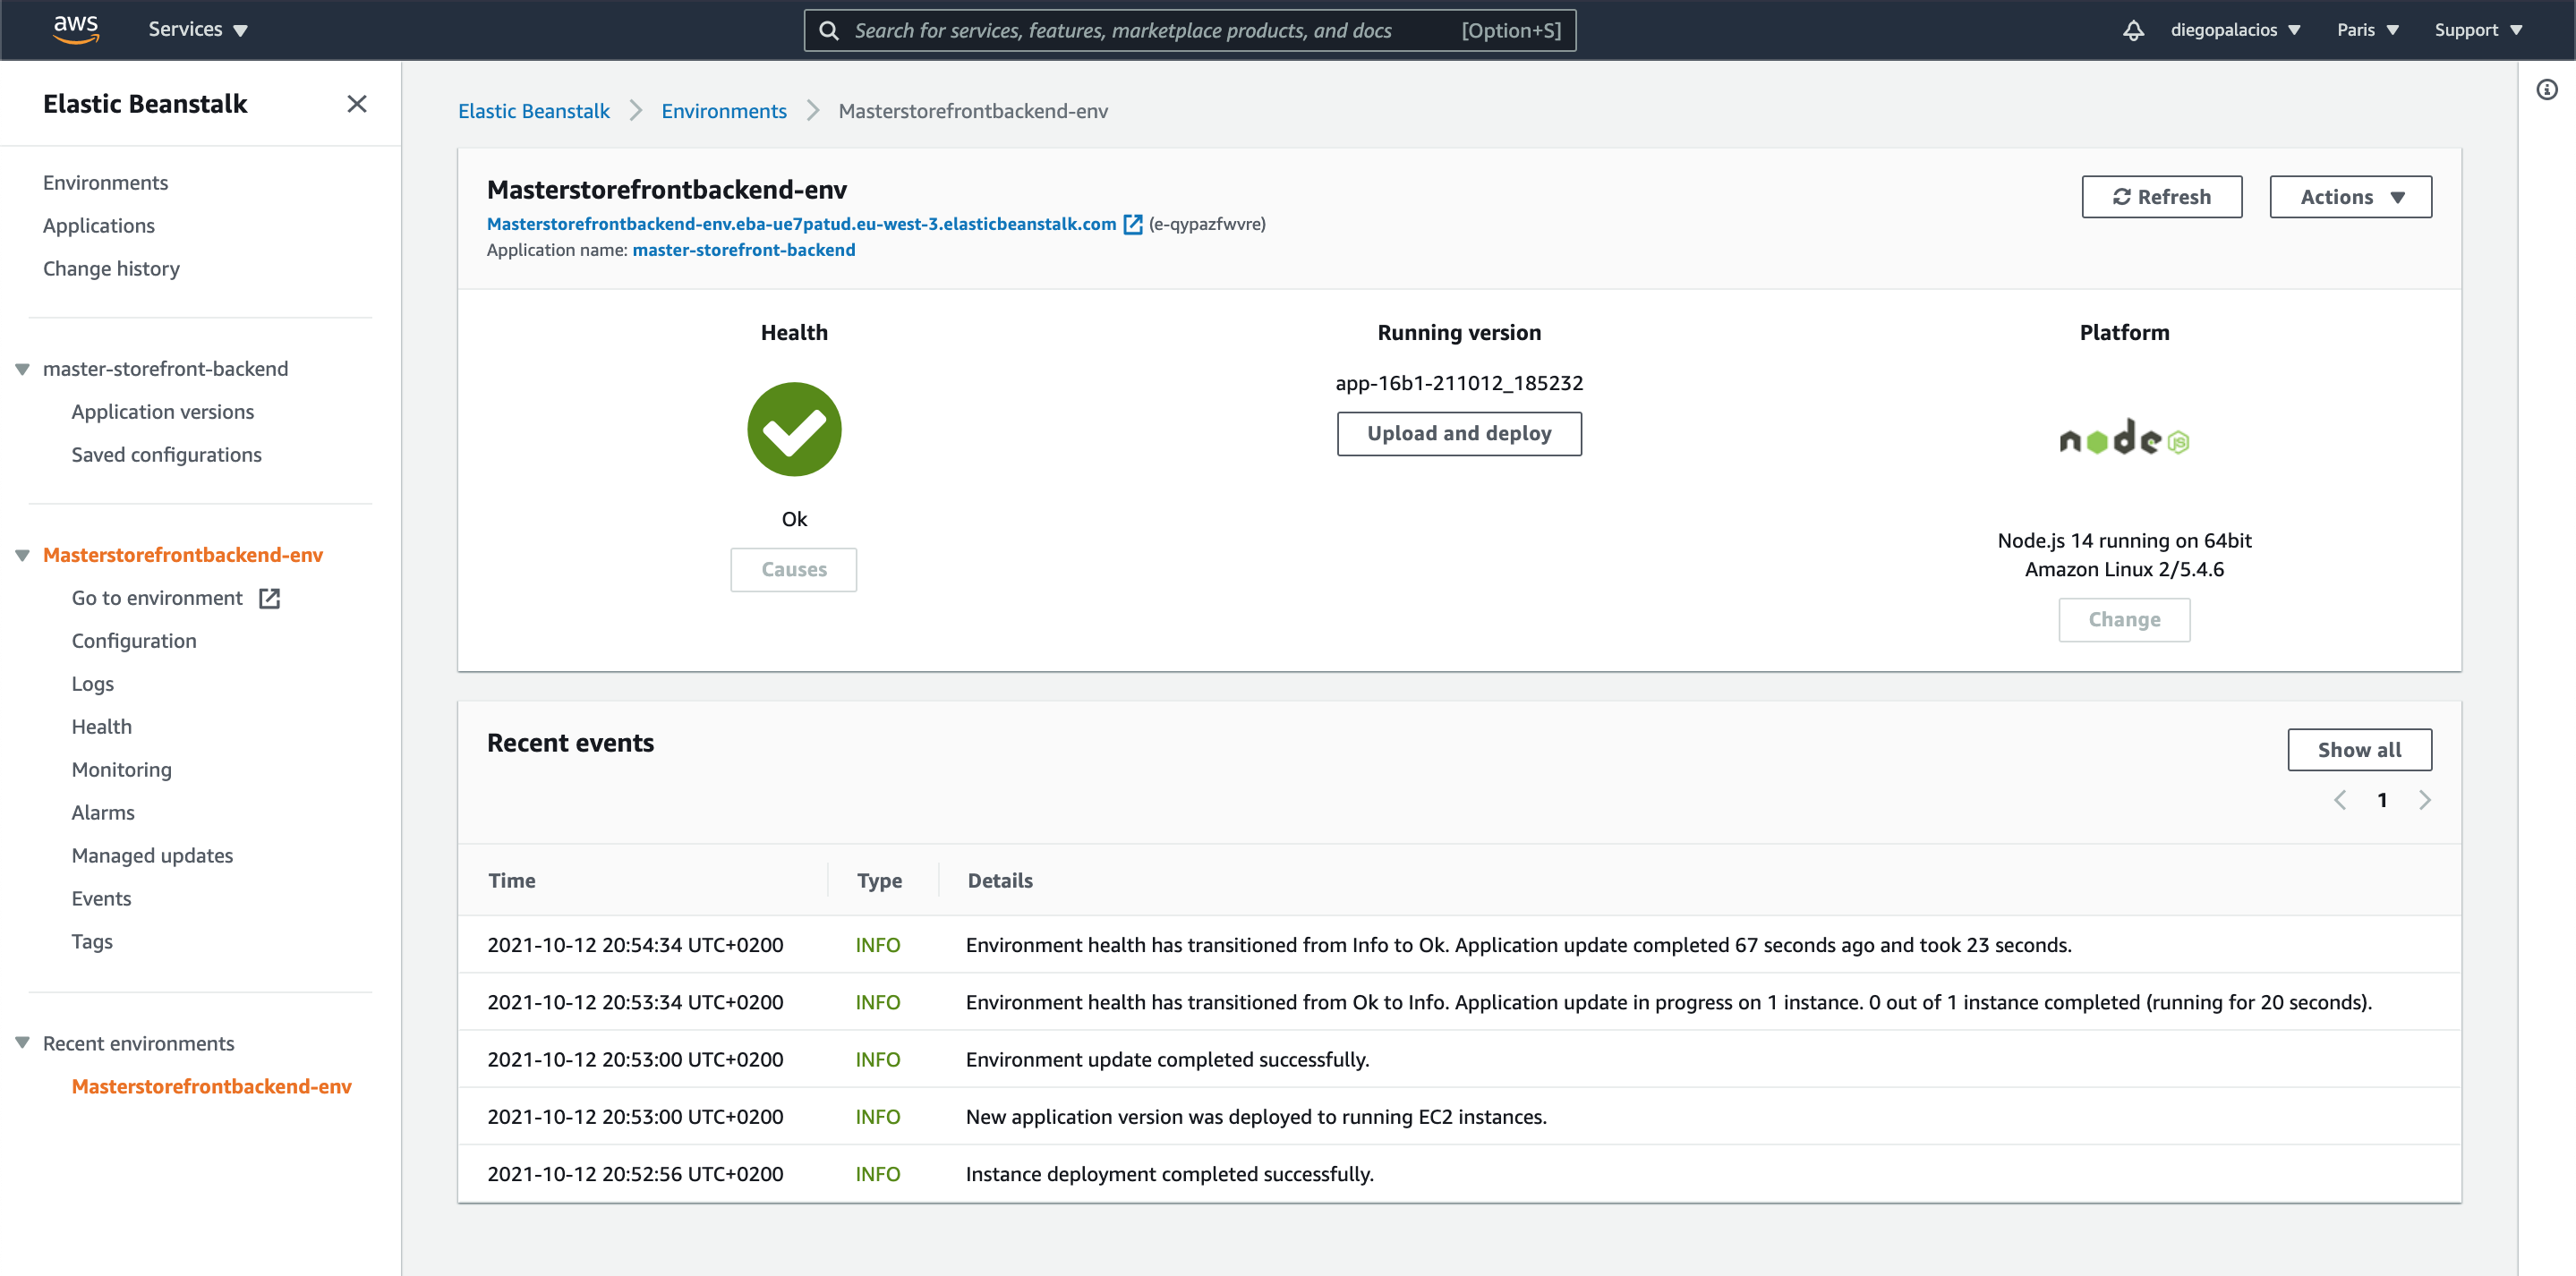 aws
Services
Search for services, features, marketplace products, and docs [Option+S]
diegopalacios
Paris
Support
Elastic Beanstalk
Environments
Applications
Change history
master-storefront-backend
Application versions
Saved configurations
Masterstorefrontbackend-env
Go to environment
Configuration
Logs
Health
Monitoring
Alarms
Managed updates
Events
Tags
Recent environments
Masterstorefrontbackend-env
Elastic Beanstalk > Environments > Masterstorefrontbackend-env
Masterstorefrontbackend-env
Masterstorefrontbackend-env.eba-ue7patud.eu-west-3.elasticbeanstalk.com (e-qypazfwvre)
Application name: master-storefront-backend
Refresh
Actions
Health
Ok
Causes
Running version
app-16b1-211012_185232
Upload and deploy
Platform
node JS
Node.js 14 running on 64bit
Amazon Linux 2/5.4.6
Change
Recent events
Show all
1
Time Type Details
2021-10-12 20:54:34 UTC+0200 INFO Environment health has transitioned from Info to Ok. Application update completed 67 seconds ago and took 23 seconds.
2021-10-12 20:53:34 UTC+0200 INFO Environment health has transitioned from Ok to Info. Application update in progress on 1 instance. 0 out of 1 instance completed (running for 20 seconds).
2021-10-12 20:53:00 UTC+0200 INFO Environment update completed successfully.
2021-10-12 20:53:00 UTC+0200 INFO New application version was deployed to running EC2 instances.
2021-10-12 20:52:56 UTC+0200 INFO Instance deployment completed successfully.